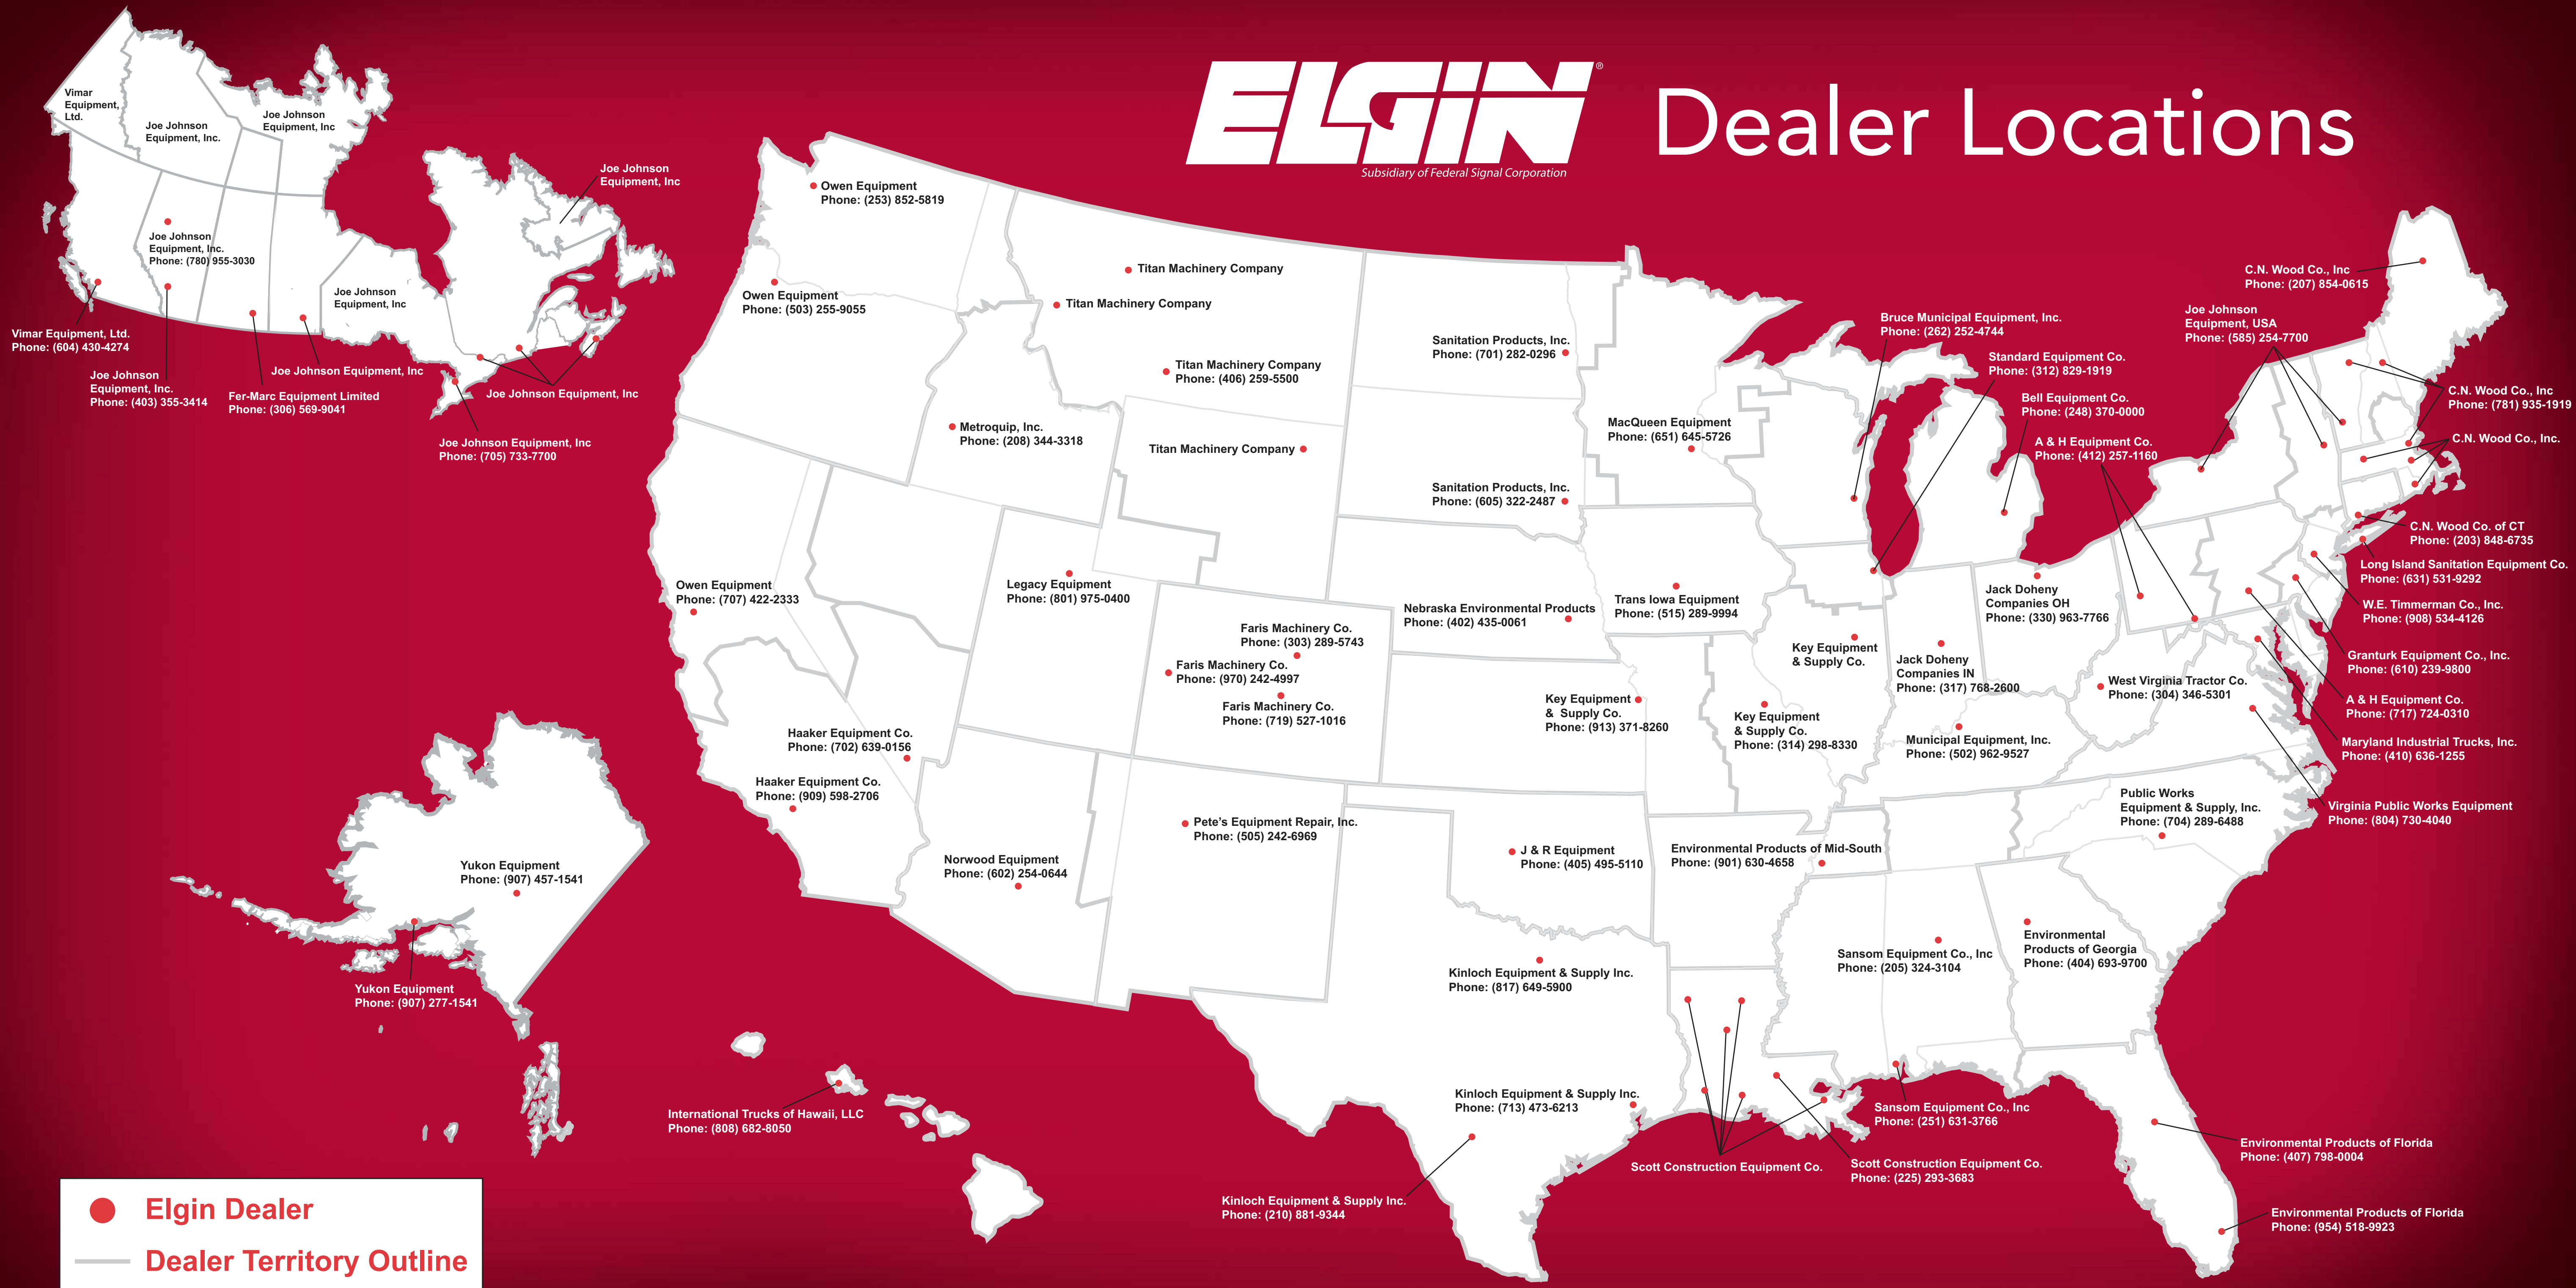 ELGiN®
Subsidiary of Federal Signal Corporation
Dealer Locations
Vimar
Equipment,
Ltd.
Joe Johnson
Equipment, Inc.
Joe Johnson
Equipment, Inc
Joe Johnson
Equipment, Inc
Joe Johnson
Equipment, Inc.
Phone: (780) 955-3030
Joe Johnson
Equipment, Inc
Vimar Equipment, Ltd.
Phone: (604) 430-4274
Joe Johnson
Equipment, Inc.
Phone: (403) 355-3414
Joe Johnson Equipment, Inc
Fer-Marc Equipment Limited
Phone: (306) 569-9041
Joe Johnson Equipment, Inc
Joe Johnson Equipment, Inc
Phone: (705) 733-7700
Owen Equipment
Phone: (253) 852-5819
Owen Equipment
Phone: (503) 255-9055
Titan Machinery Company
Titan Machinery Company
Titan Machinery Company
Phone: (406) 259-5500
Titan Machinery Company
Metroquip, Inc.
Phone: (208) 344-3318
Sanitation Products, Inc.
Phone: (701) 282-0296
Sanitation Products, Inc.
Phone: (605) 322-2487
MacQueen Equipment
Phone: (651) 645-5726
Bruce Municipal Equipment, Inc.
Phone: (262) 252-4744
Standard Equipment Co.
Phone: (312) 829-1919
Bell Equipment Co.
Phone: (248) 370-0000
A & H Equipment Co.
Phone: (412) 257-1160
C.N. Wood Co., Inc
Phone: (207) 854-0615
Joe Johnson
Equipment, USA
Phone: (585) 254-7700
C.N. Wood Co., Inc
Phone: (781) 935-1919
C.N. Wood Co., Inc.
C.N. Wood Co. of CT
Phone: (203) 848-6735
Long Island Sanitation Equipment Co.
Phone: (631) 531-9292
W.E. Timmerman Co., Inc.
Phone: (908) 534-4126
Granturk Equipment Co., Inc.
Phone: (610) 239-9800
A & H Equipment Co.
Phone: (717) 724-0310
Maryland Industrial Trucks, Inc.
Phone: (410) 636-1255
Virginia Public Works Equipment
Phone: (804) 730-4040
Owen Equipment
Phone: (707) 422-2333
Legacy Equipment
Phone: (801) 975-0400
Faris Machinery Co.
Phone: (303) 289-5743
Faris Machinery Co.
Phone: (970) 242-4997
Faris Machinery Co.
Phone: (719) 527-1016
Nebraska Environmental Products
Phone: (402) 435-0061
Trans Iowa Equipment
Phone: (515) 289-9994
Key Equipment
& Supply Co.
Jack Doheny
Companies IN
Phone: (317) 768-2600
Jack Doheny
Companies OH
Phone: (330) 963-7766
West Virginia Tractor Co.
Phone: (304) 346-5301
Key Equipment
& Supply Co.
Phone: (913) 371-8260
Key Equipment
& Supply Co.
Phone: (314) 298-8330
Municipal Equipment, Inc.
Phone: (502) 962-9527
Haaker Equipment Co.
Phone: (702) 639-0156
Haaker Equipment Co.
Phone: (909) 598-2706
Pete's Equipment Repair, Inc.
Phone: (505) 242-6969
Norwood Equipment
Phone: (602) 254-0644
J & R Equipment
Phone: (405) 495-5110
Environmental Products of Mid-South
Phone: (901) 630-4658
Public Works
Equipment & Supply, Inc.
Phone: (704) 289-6488
Sansom Equipment Co., Inc
Phone: (205) 324-3104
Environmental
Products of Georgia
Phone: (404) 693-9700
Kinloch Equipment & Supply Inc.
Phone: (817) 649-5900
Kinloch Equipment & Supply Inc.
Phone: (713) 473-6213
Kinloch Equipment & Supply Inc.
Phone: (210) 881-9344
Scott Construction Equipment Co.
Scott Construction Equipment Co.
Phone: (225) 293-3683
Sansom Equipment Co., Inc
Phone: (251) 631-3766
Environmental Products of Florida
Phone: (407) 798-0004
Environmental Products of Florida
Phone: (954) 518-9923
Yukon Equipment
Phone: (907) 457-1541
Yukon Equipment
Phone: (907) 277-1541
International Trucks of Hawaii, LLC
Phone: (808) 682-8050
Elgin Dealer
Dealer Territory Outline